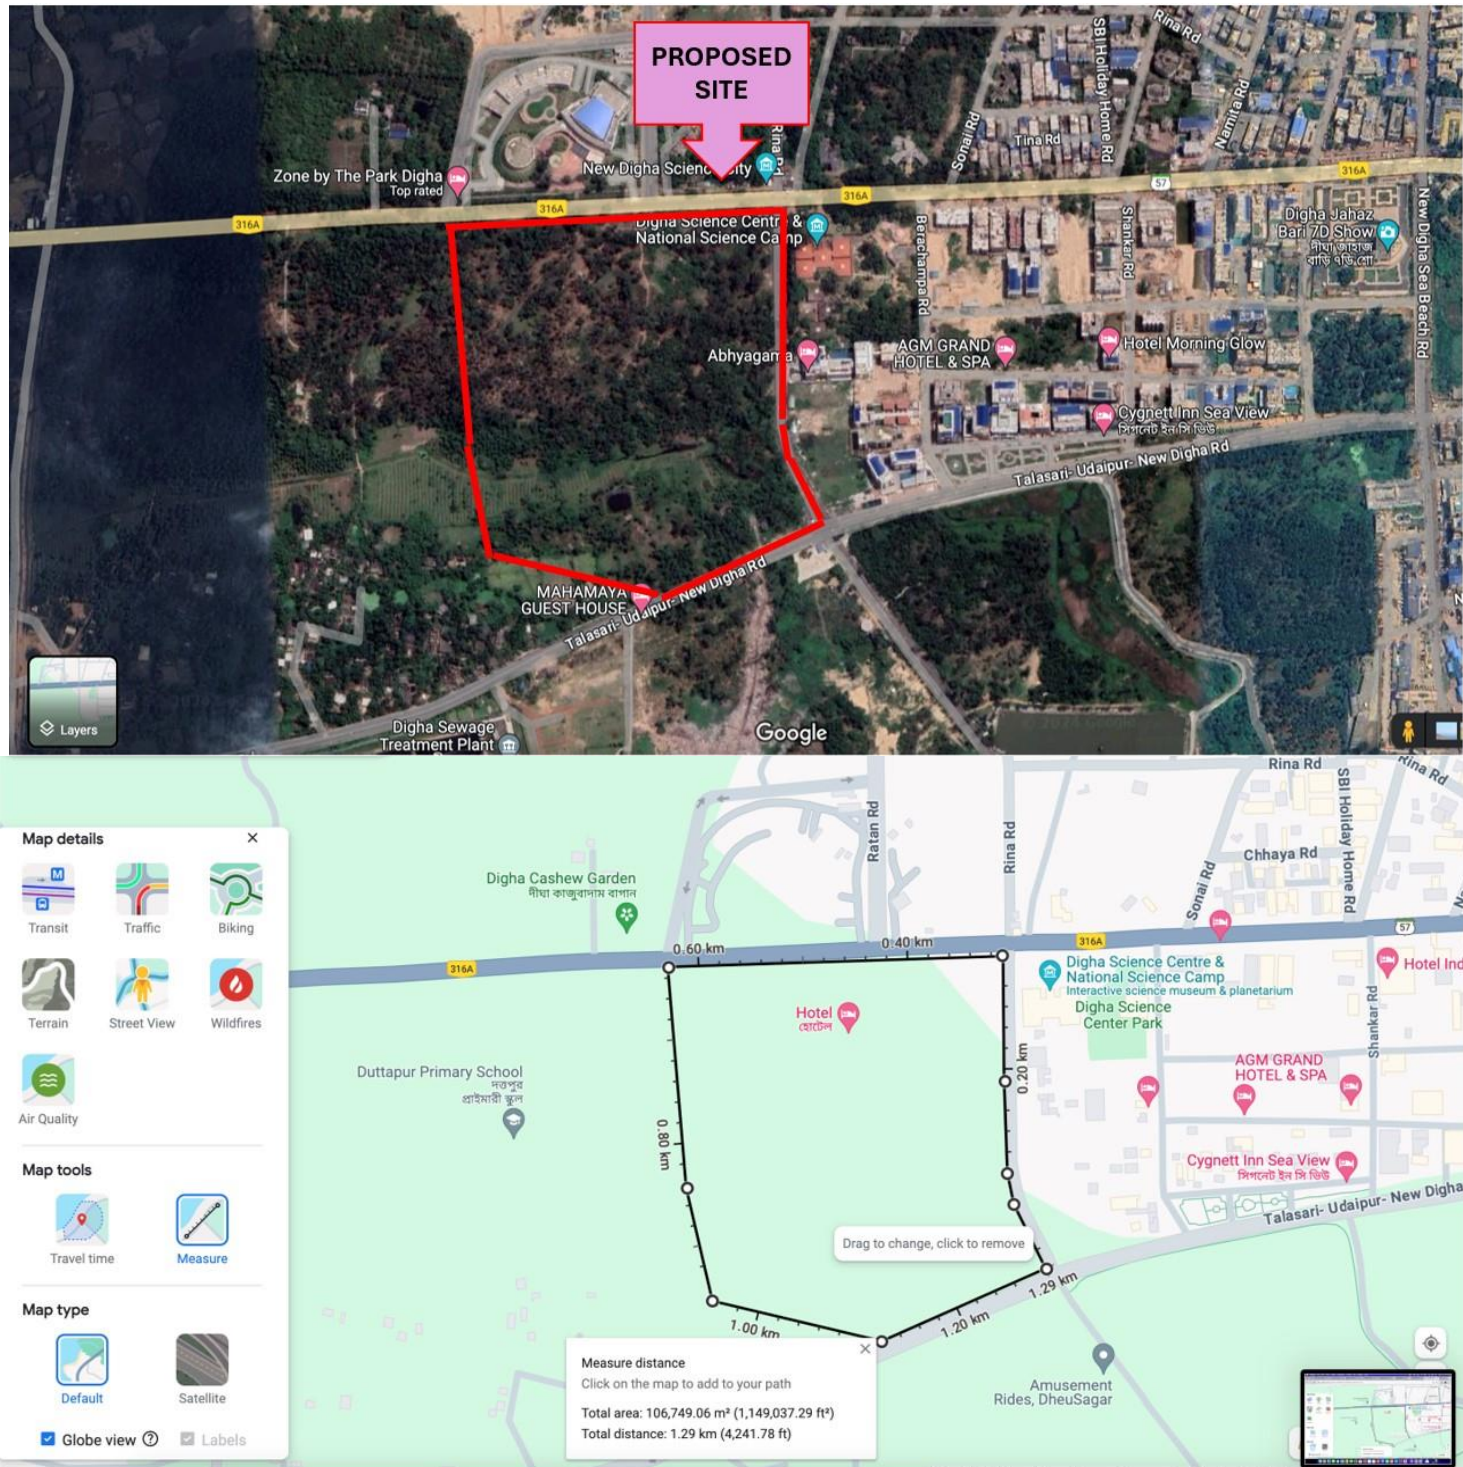 PROPOSED
SITE
Rina Rd
SBI Holiday Home Rd
Namita Rd
Sonai Rd
Tina Rd
Rina Rd
New Digha Science City
Zone by The Park Digha
Top rated
316A
57
316A
316A
316A
Digha Science Centre &
National Science Camp
Berachampa Rd
Shankar Rd
Digha Jahaz
Bari 7D Show
দীঘা জাহাজ
বাড়ি ৭ডি শো
New Digha Sea Beach Rd
Abhyagama
AGM GRAND
HOTEL & SPA
Hotel Morning Glow
Cygnett Inn Sea View
সিগনেট ইন সি ভিউ
Talasari- Udaipur- New Digha Rd
MAHAMAYA
GUEST HOUSE
Talasari- Udaipur- New Digha Rd
Layers
Digha Sewage
Treatment Plant
Google
Rina Rd
Rina Rd
SBI Holiday Home Rd
Ratan Rd
Rina Rd
Chhaya Rd
Sonai Rd
Map details
Transit
Traffic
Biking
Terrain
Street View
Wildfires
Air Quality
Map tools
Travel time
Measure
Map type
Default
Satellite
Globe view
Labels
Digha Cashew Garden
দীঘা কাজুবাদাম বাগান
0.60 km
0.40 km
316A
316A
57
Digha Science Centre &
National Science Camp
Interactive science museum & planetarium
Digha Science
Center Park
Hotel Ind
Hotel
হোটেল
Shankar Rd
0.20 km
AGM GRAND
HOTEL & SPA
Duttapur Primary School
দত্তপুর
প্রাইমারী স্কুল
0.80 km
Cygnett Inn Sea View
সিগনেট ইন সি ভিউ
Talasari- Udaipur- New Digha
Drag to change, click to remove
1.29 km
1.20 km
1.00 km
Measure distance
Click on the map to add to your path
Total area: 106,749.06 m² (1,149,037.29 ft²)
Total distance: 1.29 km (4,241.78 ft)
Amusement
Rides, DheuSagar